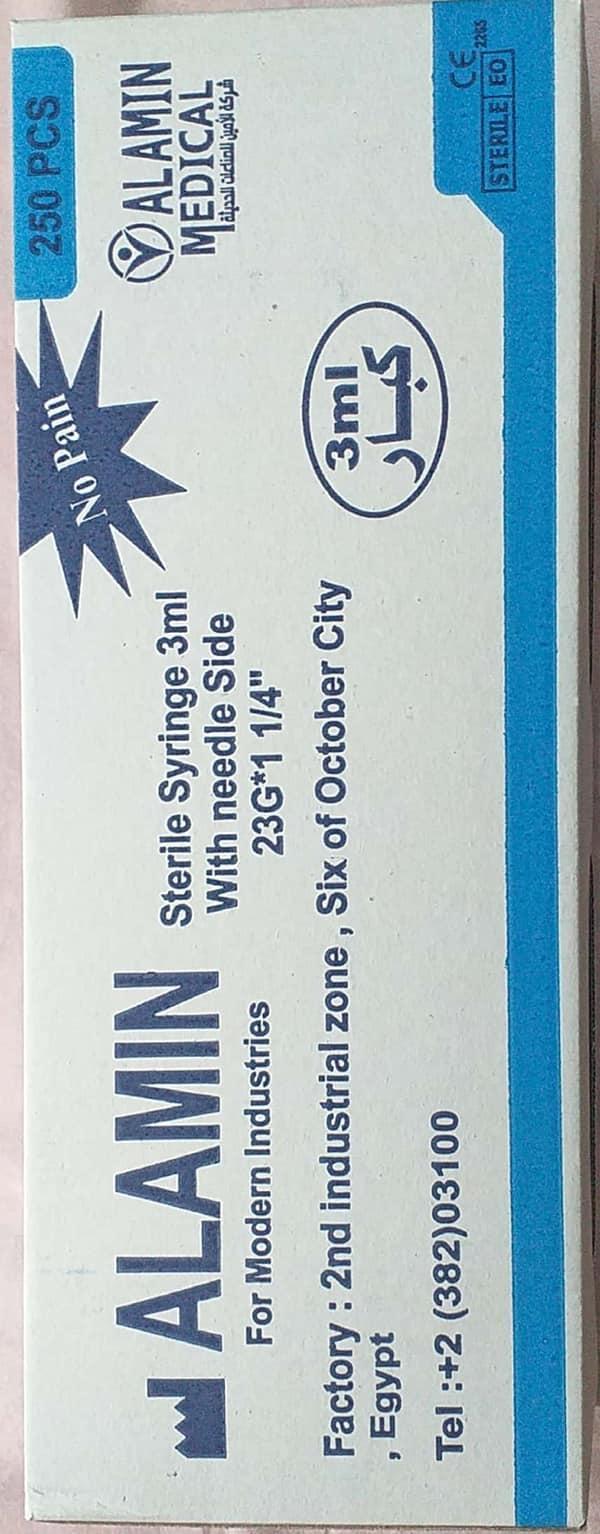 ALAMIIN
For Modern Industries
Sterile Syringe 3ml
With needle Side
23G*1 1/4"
Factory : 2nd industrial zone , Six of October City
, Egypt
Tel :+2 (382)03100
No Pain
250 PCS
ALAMIN
MEDICAL
شركة الامين للصناعات الحديثة
3ml
كبار
CE
2265
STERILE EO